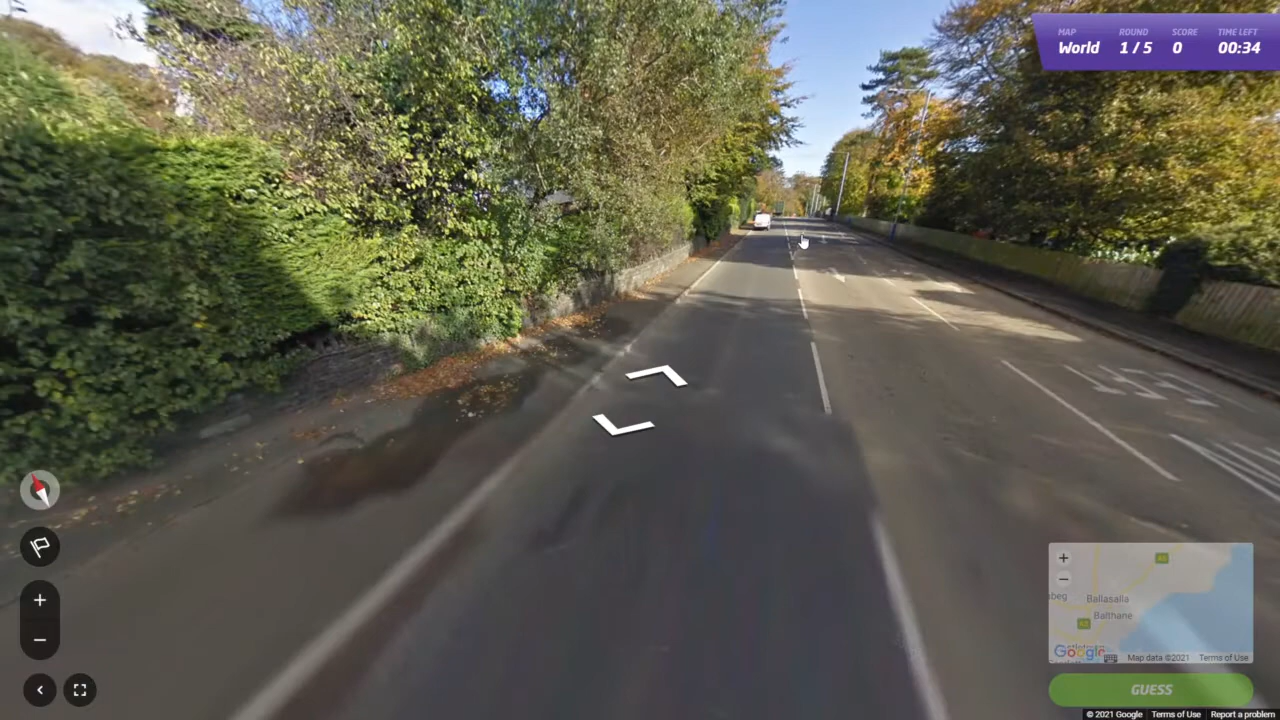 MAP ROUND SCORE TIME LEFT
World 1 / 5 0 00:34
beg
Ballasalla
Balthane
Google
Map data ©2021 Terms of Use
GUESS
© 2021 Google Terms of Use Report a problem